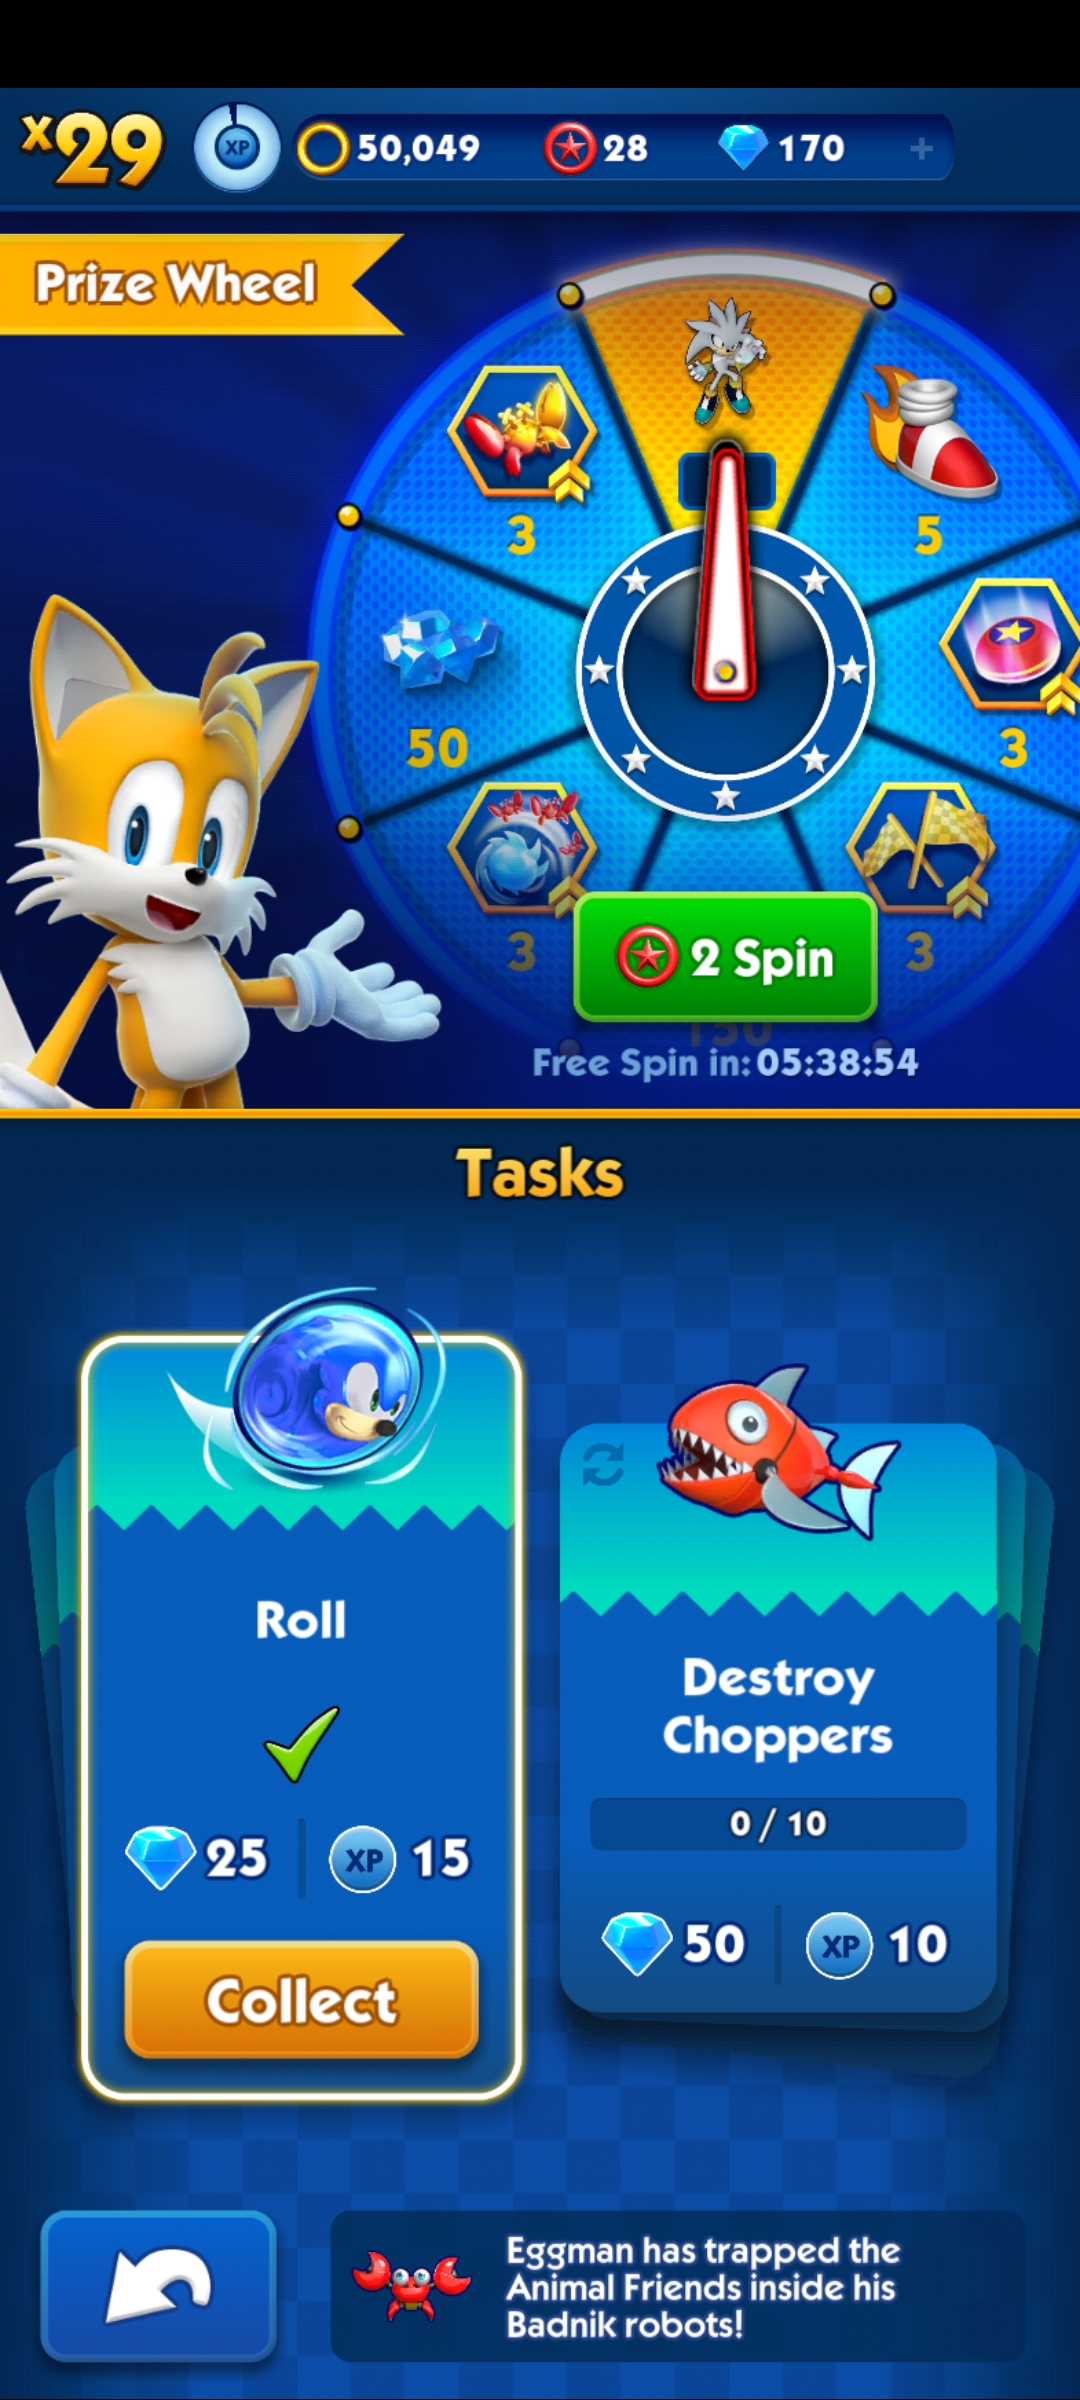 x29
XP
50,049
28
170
+
Prize Wheel
3
5
50
3
3
3
2 Spin
150
Free Spin in: 05:38:54
Tasks
Roll
Destroy
Choppers
0 / 10
25
XP
15
50
XP
10
Collect
Eggman has trapped the
Animal Friends inside his
Badnik robots!